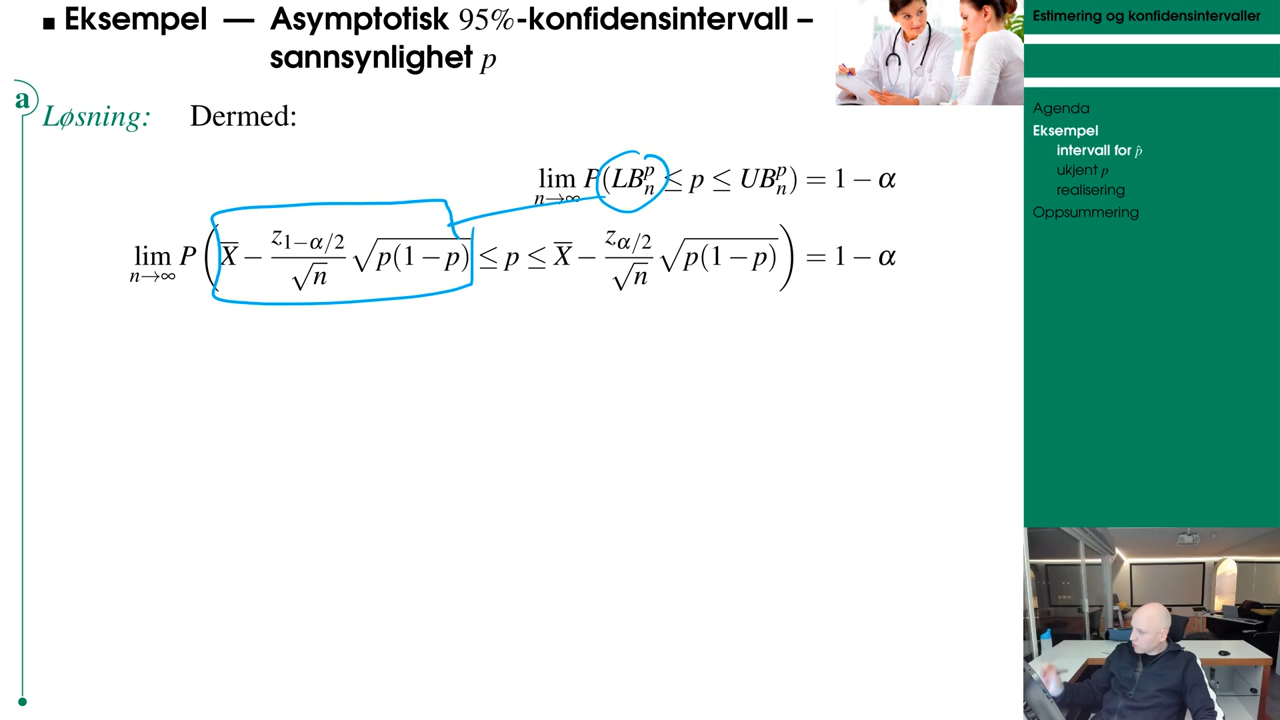 ▪ Eksempel — Asymptotisk 95%-konfidensintervall –
sannsynlighet p
a
Løsning: Dermed:
lim_{n→∞} P(LB_n^p ≤ p ≤ UB_n^p) = 1 − α
lim_{n→∞} P(X̅ − z_{1−α/2}/√n √(p(1−p)) ≤ p ≤ X̅ − z_{α/2}/√n √(p(1−p))) = 1 − α
Estimering og konfidensintervaller
Agenda
Eksempel
intervall for p̂
ukjent p
realisering
Oppsummering